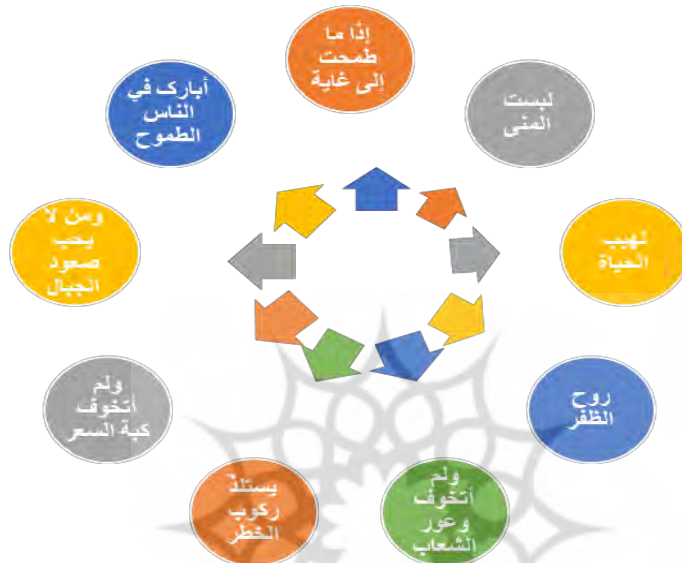 إذا ما
طمحت
إلى غاية
لبست
المنى
لهيب
الحياة
روح
الظفر
ولم
أتخوف
وعور
الشعاب
يستلذ
ركوب
الخطر
ولم
أتخوف
كبة السعر
ومن لا
يحب
صعود
الجبال
أبارك في
الناس
الطموح